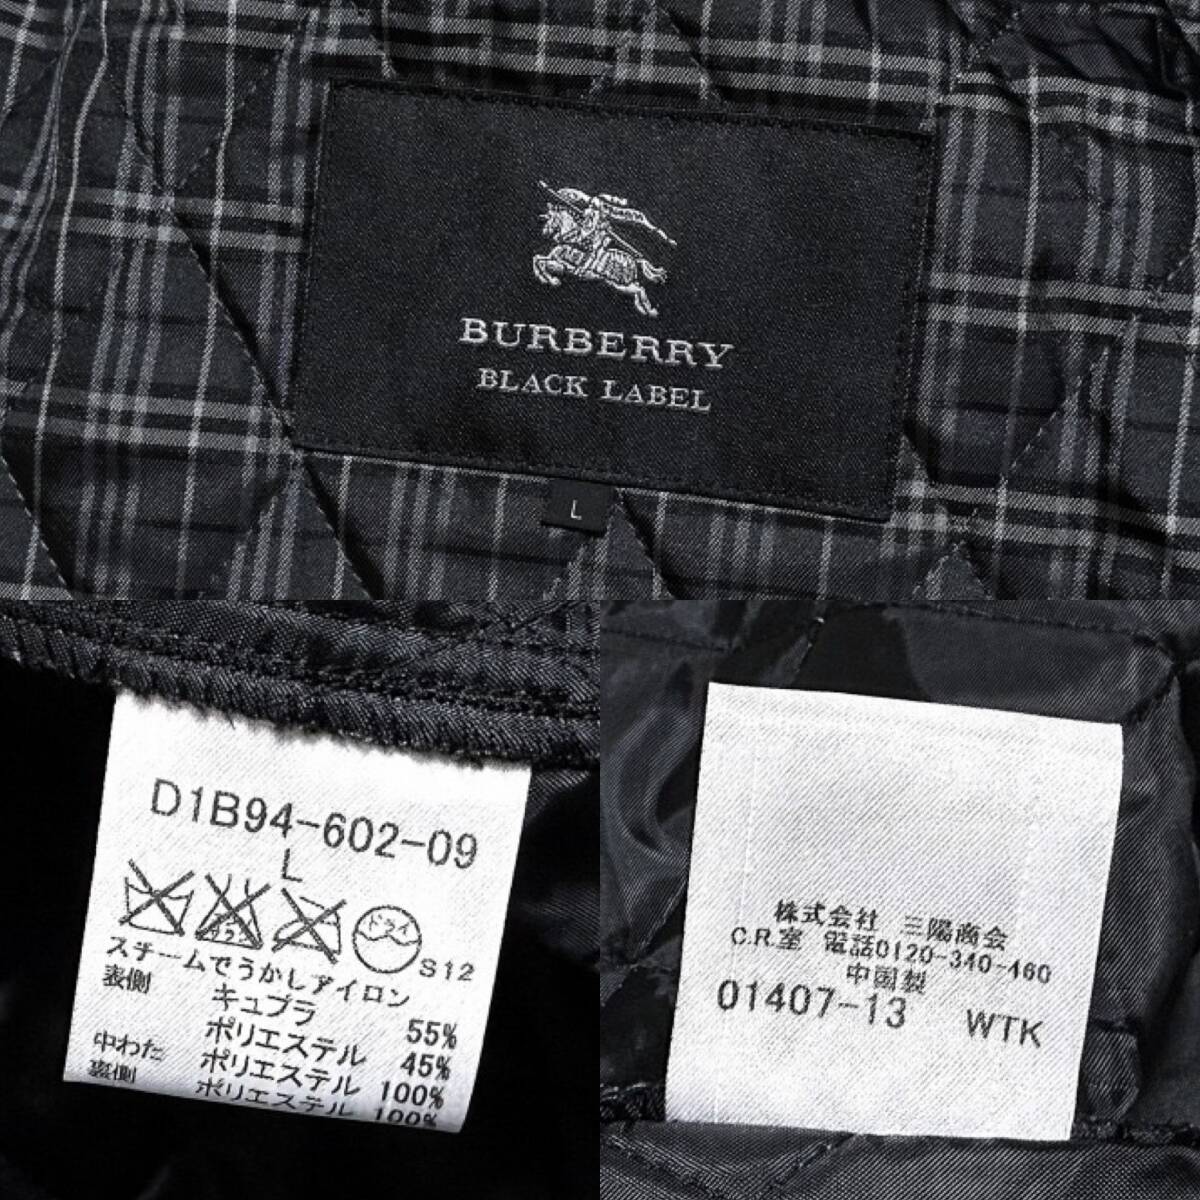 BURBERRY
BLACK LABEL
L
D1B94-602-09
L
ドライ
S12
スチームでうかしアイロン
表側 キュプラ 55%
ポリエステル 45%
中わた ポリエステル 100%
裏側 ポリエステル 100%
株式会社 三陽商会
C.R.室 電話0120-340-460
中国製
01407-13 WTK